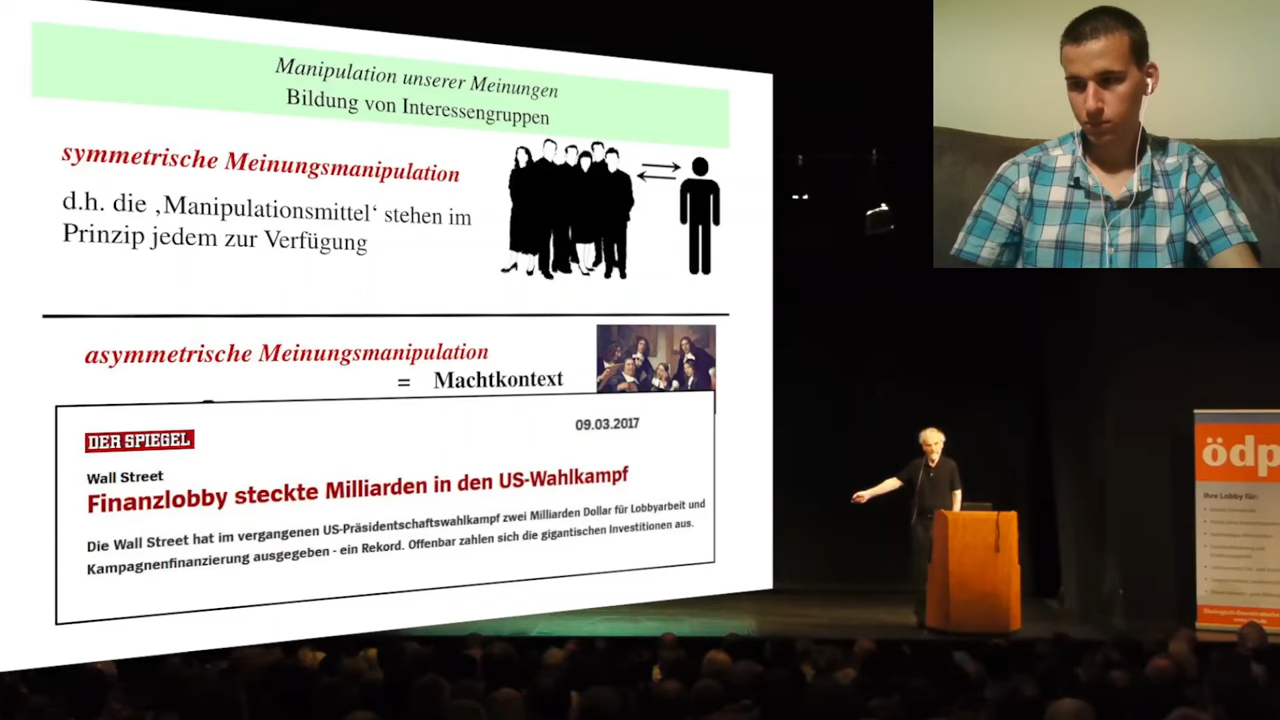 Manipulation unserer Meinungen
Bildung von Interessengruppen
symmetrische Meinungsmanipulation
d.h. die ‚Manipulationsmittel‘ stehen im
Prinzip jedem zur Verfügung
asymmetrische Meinungsmanipulation
= Machtkontext
DER SPIEGEL
09.03.2017
Wall Street
Finanzlobby steckte Milliarden in den US-Wahlkampf
Die Wall Street hat im vergangenen US-Präsidentschaftswahlkampf zwei Milliarden Dollar für Lobbyarbeit und
Kampagnenfinanzierung ausgegeben - ein Rekord. Offenbar zahlen sich die gigantischen Investitionen aus.
ödp
Ihre Lobby für: